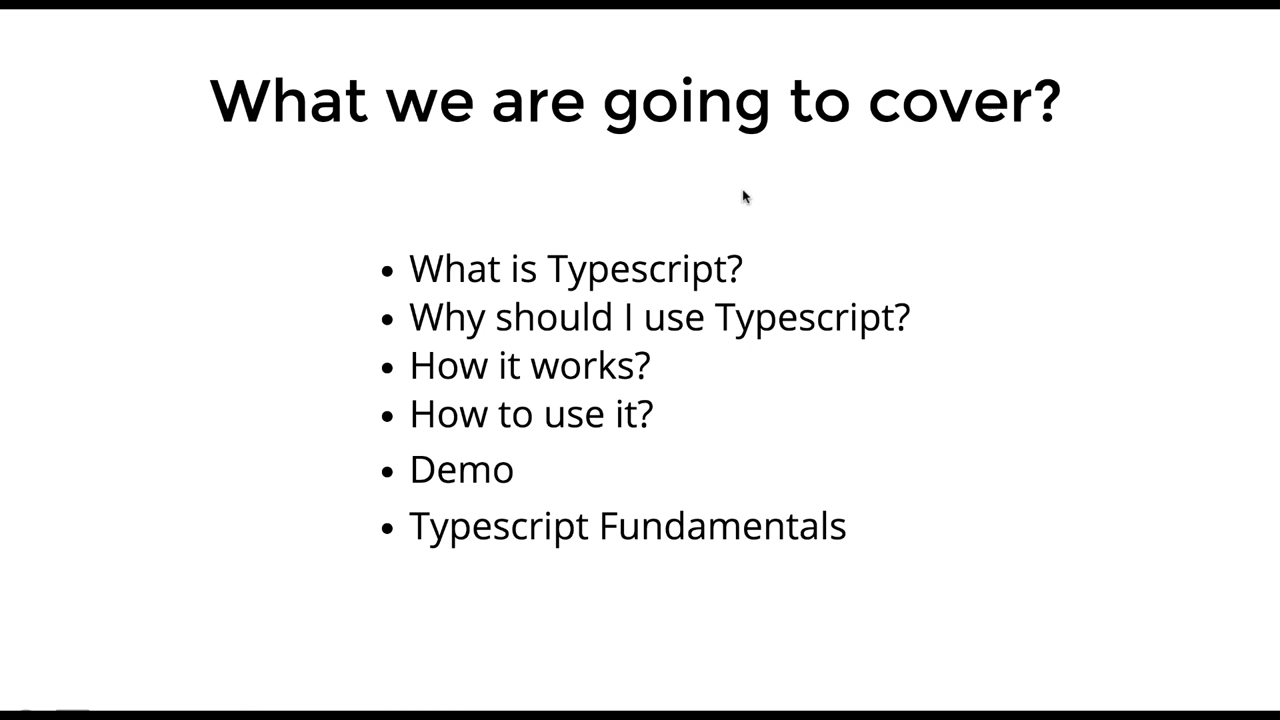 What we are going to cover?
• What is Typescript?
• Why should I use Typescript?
• How it works?
• How to use it?
• Demo
• Typescript Fundamentals